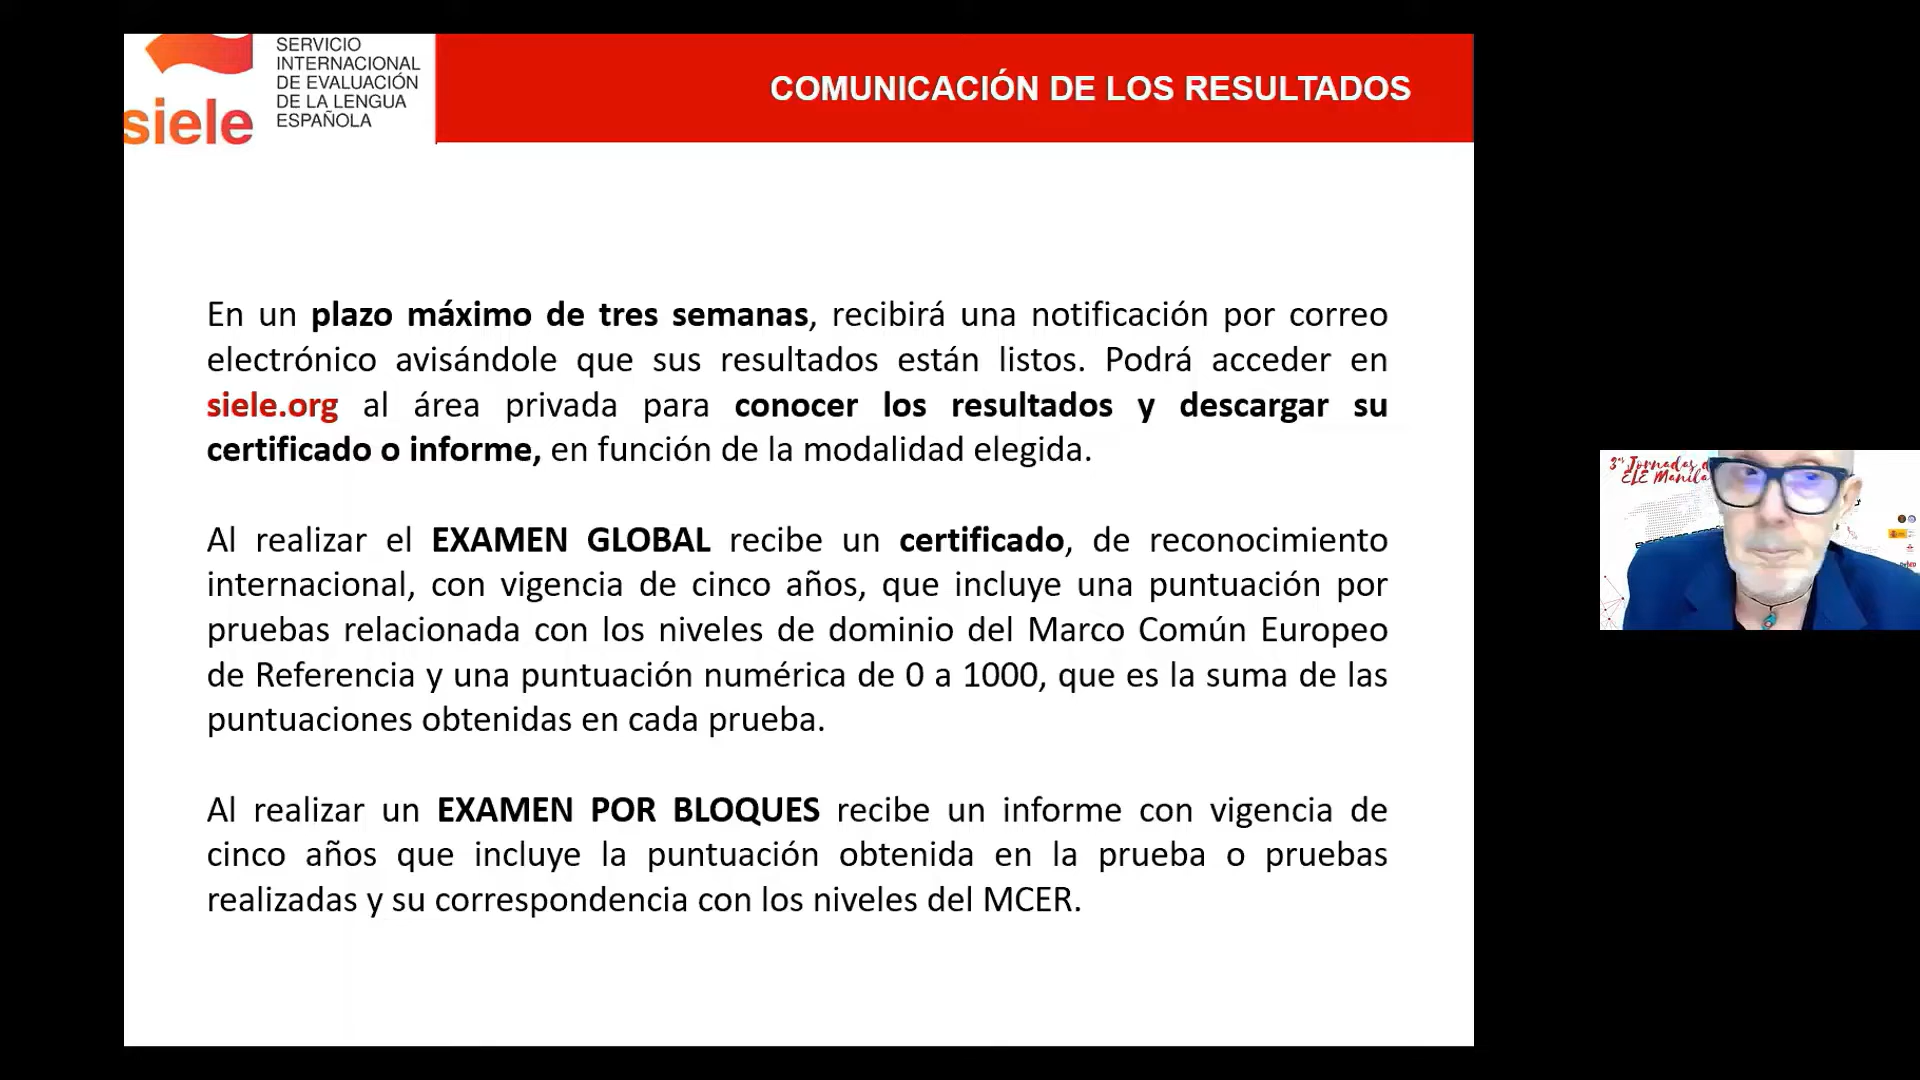 SERVICIO
INTERNACIONAL
DE EVALUACIÓN
DE LA LENGUA
ESPAÑOLA
siele
COMUNICACIÓN DE LOS RESULTADOS
En un plazo máximo de tres semanas, recibirá una notificación por correo
electrónico avisándole que sus resultados están listos. Podrá acceder en
siele.org al área privada para conocer los resultados y descargar su
certificado o informe, en función de la modalidad elegida.
Al realizar el EXAMEN GLOBAL recibe un certificado, de reconocimiento
internacional, con vigencia de cinco años, que incluye una puntuación por
pruebas relacionada con los niveles de dominio del Marco Común Europeo
de Referencia y una puntuación numérica de 0 a 1000, que es la suma de las
puntuaciones obtenidas en cada prueba.
Al realizar un EXAMEN POR BLOQUES recibe un informe con vigencia de
cinco años que incluye la puntuación obtenida en la prueba o pruebas
realizadas y su correspondencia con los niveles del MCER.
3as Jornadas d
ELE Manila